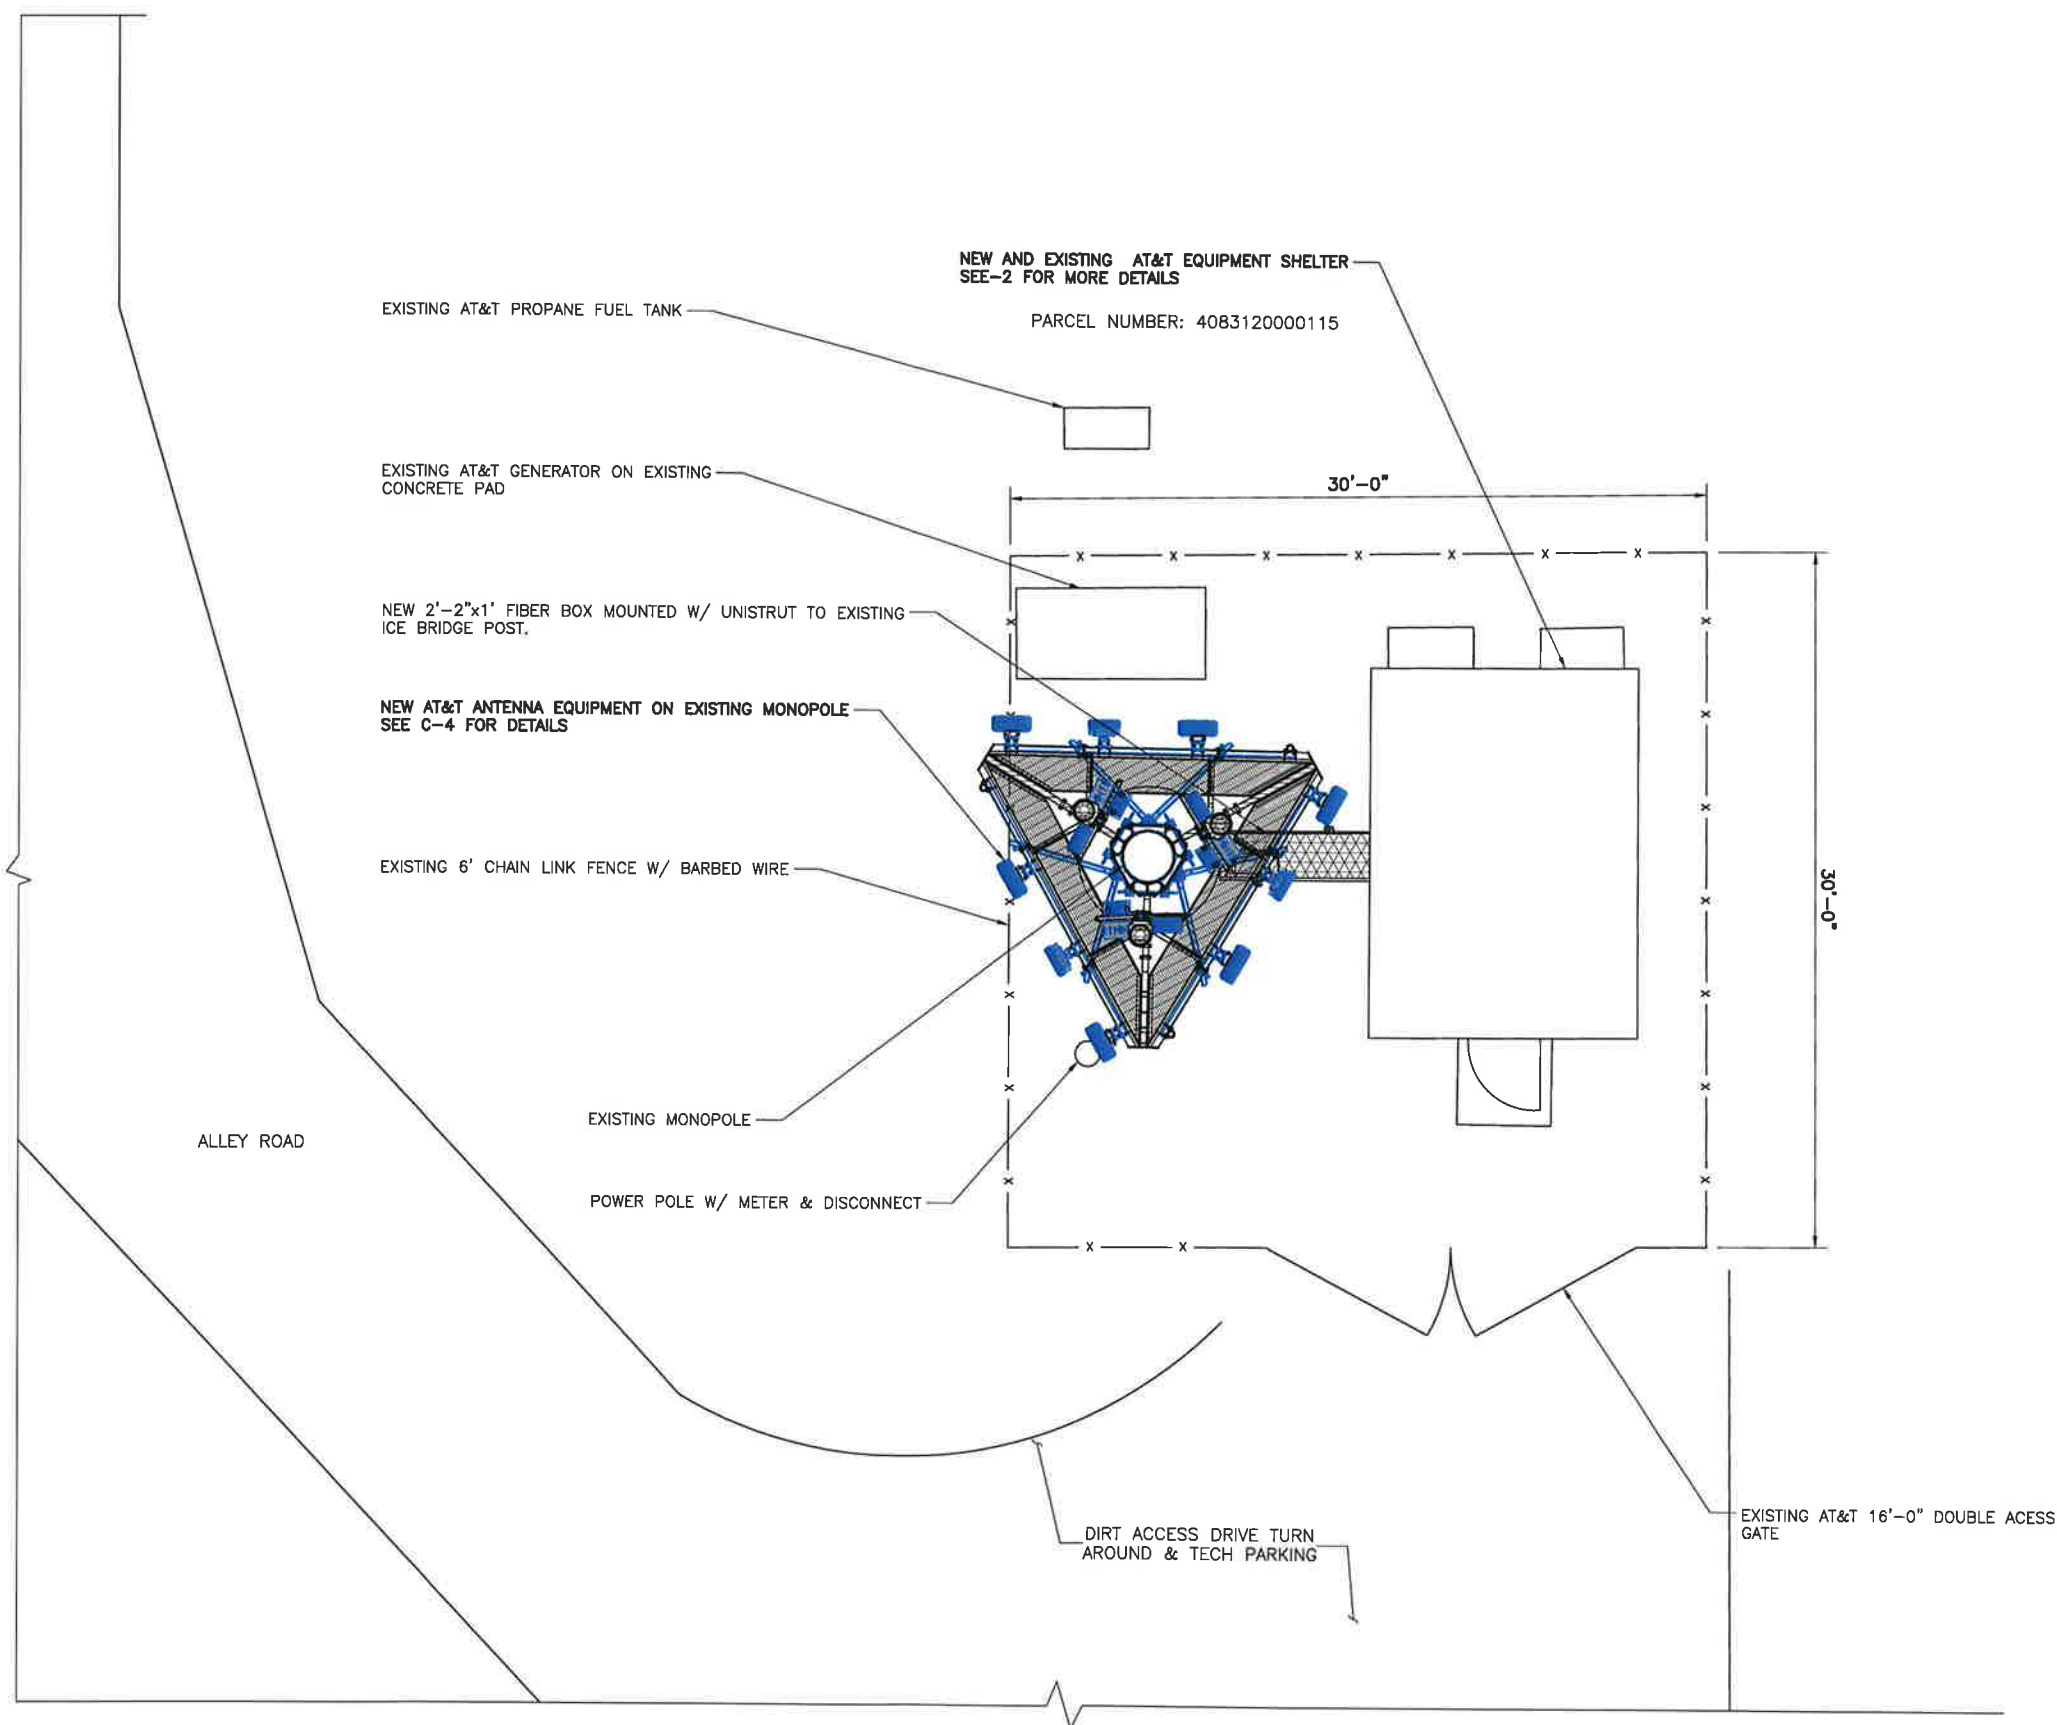 NEW AND EXISTING AT&T EQUIPMENT SHELTER
SEE-2 FOR MORE DETAILS
EXISTING AT&T PROPANE FUEL TANK
PARCEL NUMBER: 4083120000115
EXISTING AT&T GENERATOR ON EXISTING
CONCRETE PAD
30'-0"
NEW 2'-2"x1' FIBER BOX MOUNTED W/ UNISTRUT TO EXISTING
ICE BRIDGE POST.
NEW AT&T ANTENNA EQUIPMENT ON EXISTING MONOPOLE
SEE C-4 FOR DETAILS
EXISTING 6' CHAIN LINK FENCE W/ BARBED WIRE
30'-0"
EXISTING MONOPOLE
ALLEY ROAD
POWER POLE W/ METER & DISCONNECT
EXISTING AT&T 16'-0" DOUBLE ACESS
GATE
DIRT ACCESS DRIVE TURN
AROUND & TECH PARKING